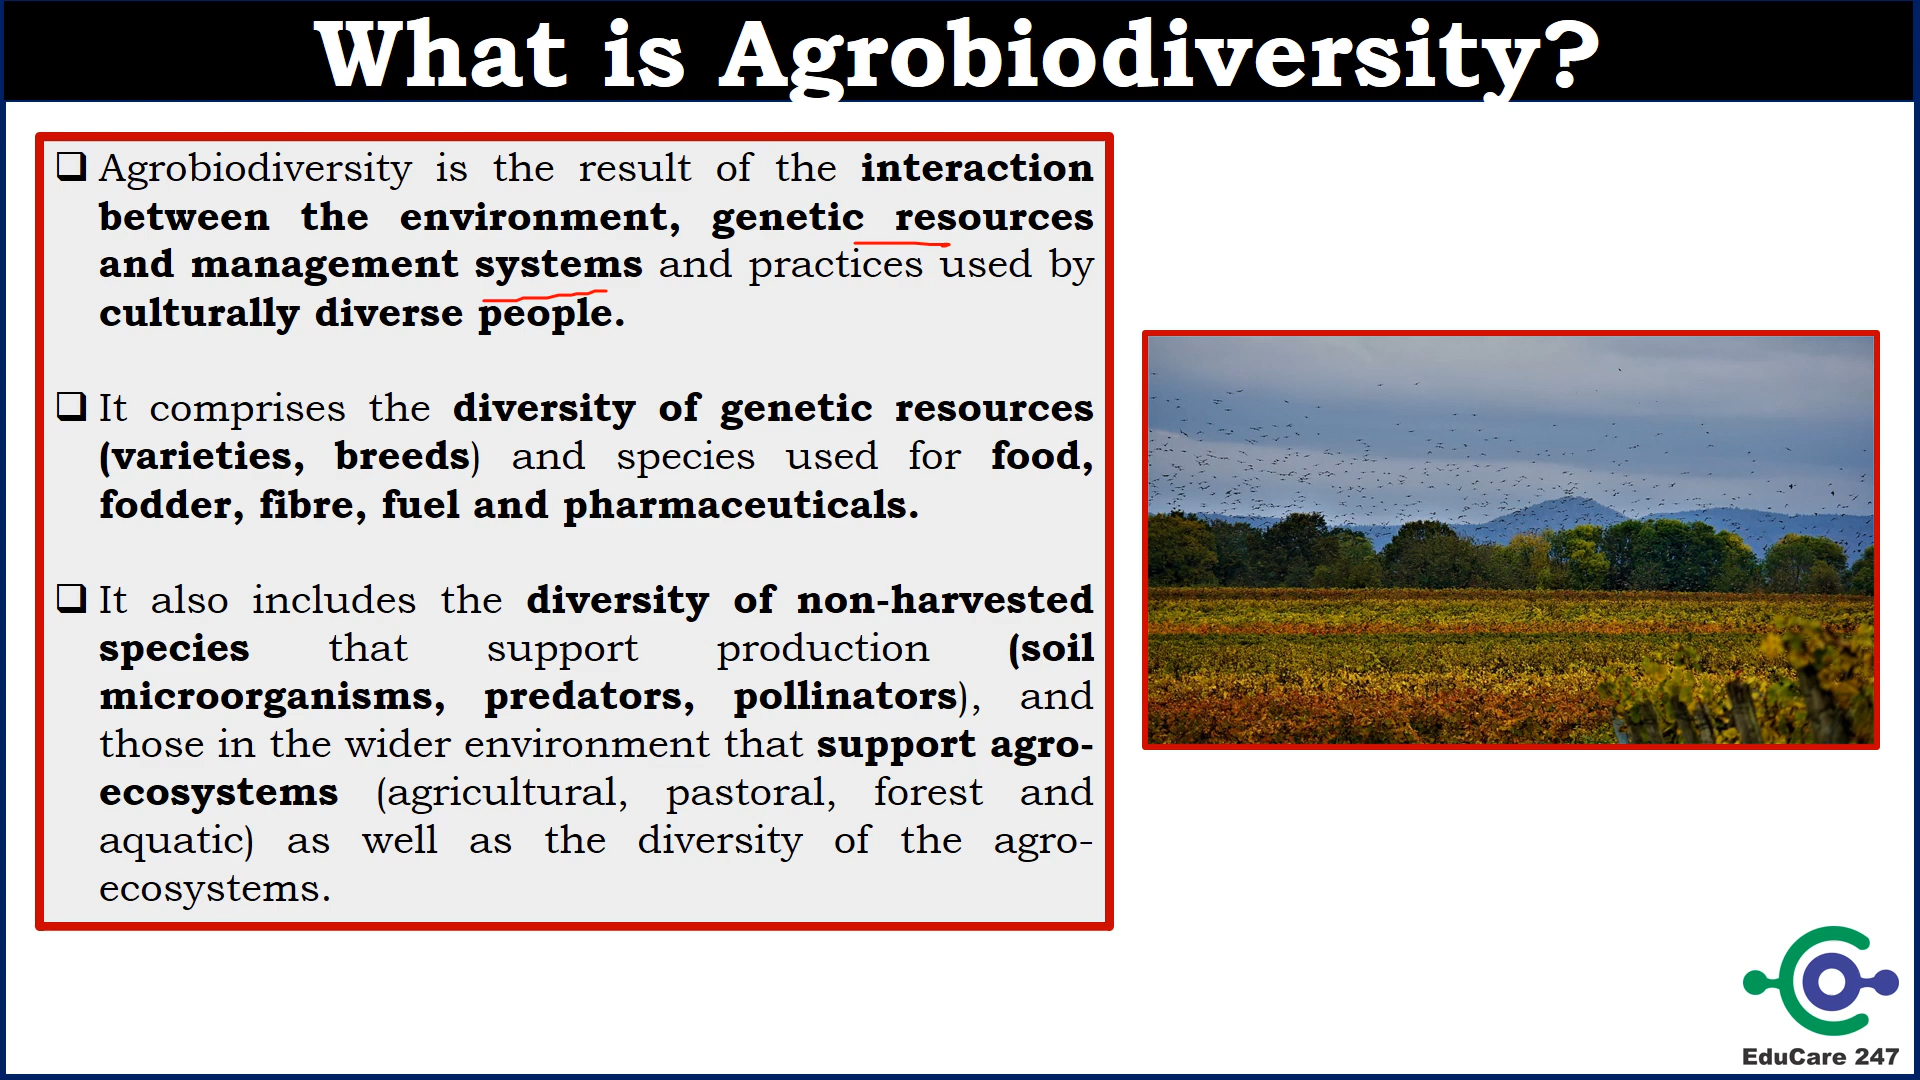 What is Agrobiodiversity?
❑ Agrobiodiversity is the result of the interaction
between the environment, genetic resources
and management systems and practices used by
culturally diverse people.
❑ It comprises the diversity of genetic resources
(varieties, breeds) and species used for food,
fodder, fibre, fuel and pharmaceuticals.
❑ It also includes the diversity of non-harvested
species that support production (soil
microorganisms, predators, pollinators), and
those in the wider environment that support agro-
ecosystems (agricultural, pastoral, forest and
aquatic) as well as the diversity of the agro-
ecosystems.
EduCare 247